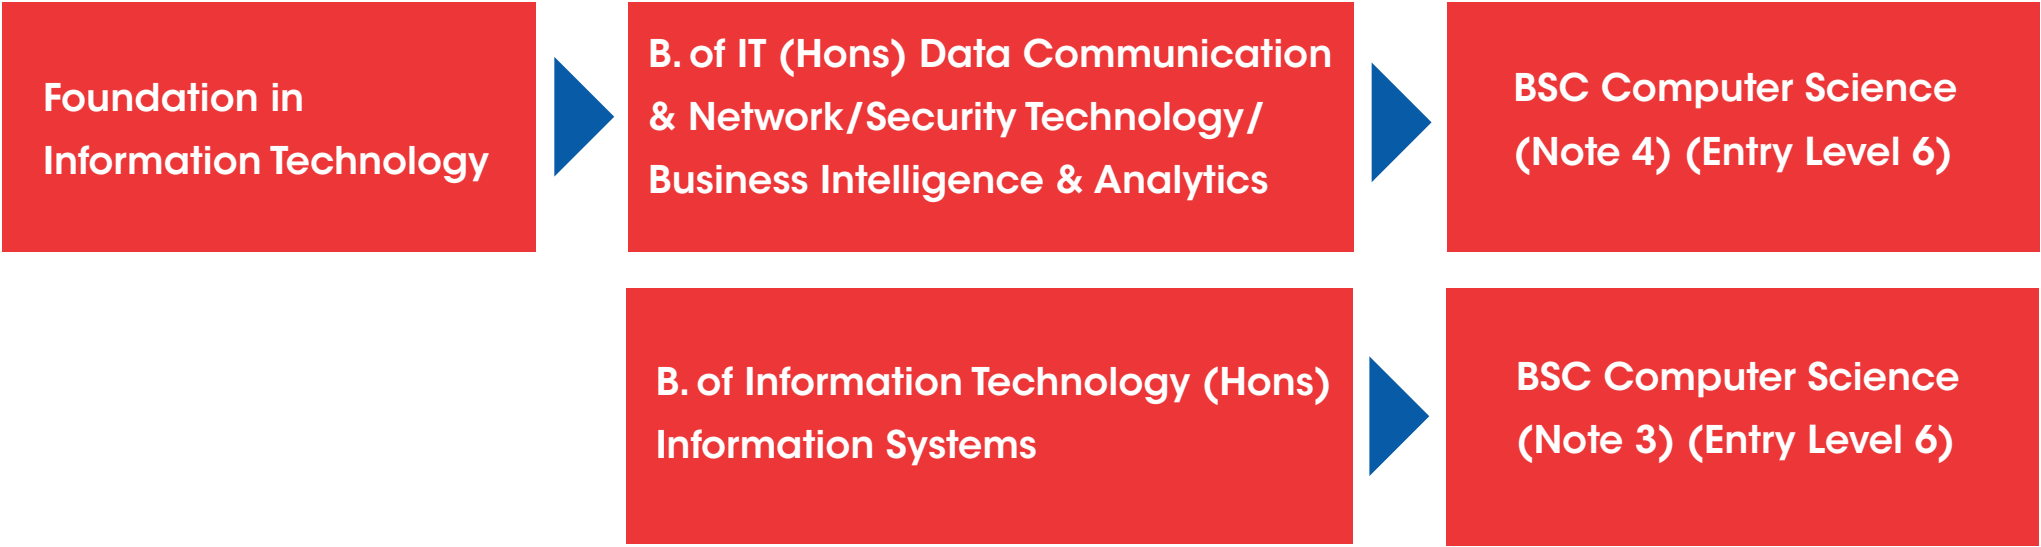 Foundation in
Information Technology
B. of IT (Hons) Data Communication
& Network/Security Technology/
Business Intelligence & Analytics
BSC Computer Science
(Note 4) (Entry Level 6)
B. of Information Technology (Hons)
Information Systems
BSC Computer Science
(Note 3) (Entry Level 6)